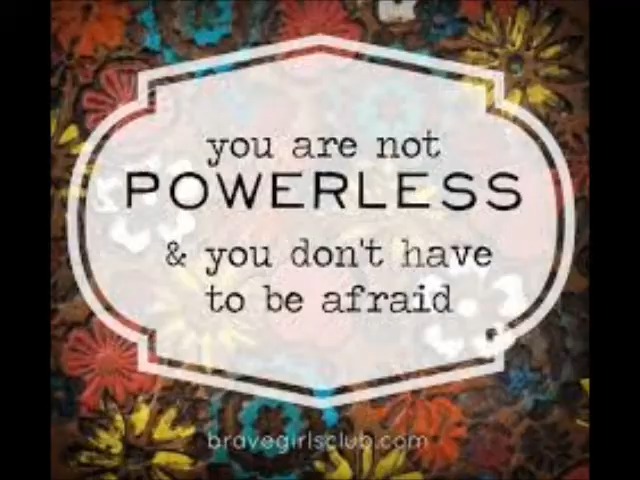 you are not
POWERLESS
& you don't have
to be afraid
bravegirlsclub.com